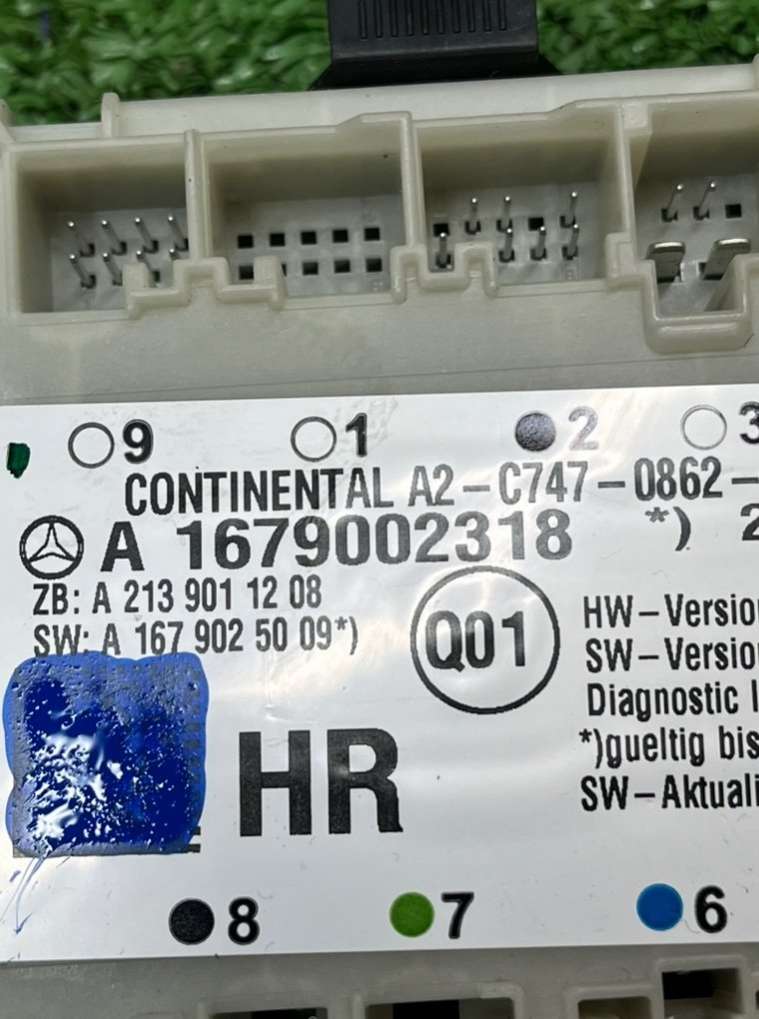 9 1 2 3
CONTINENTAL A2-C747-0862-
A 1679002318 *) 2
ZB: A 213 901 12 08
SW: A 167 902 50 09*)
Q01
HW-Versio
SW-Versio
Diagnostic I
*)gueltig bis
SW-Aktuali
HR
8 7 6